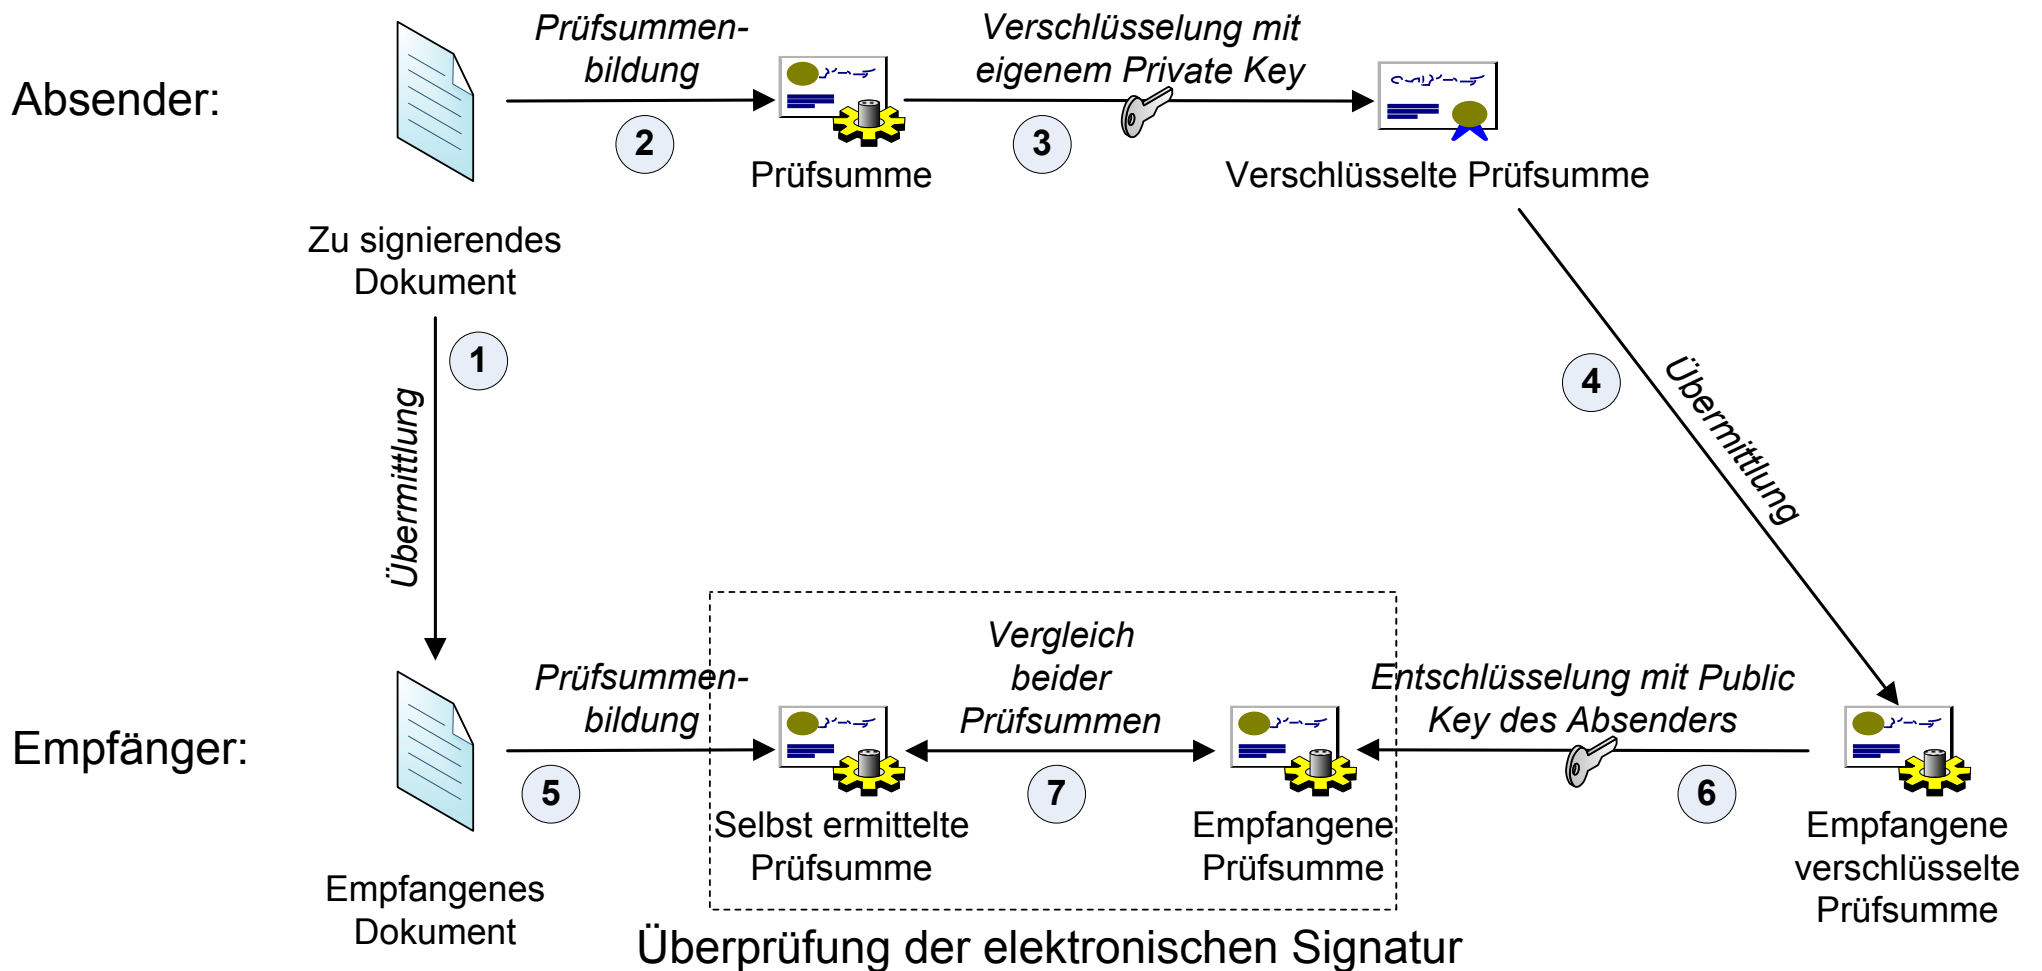 Absender:
Prüfsummen-
bildung
2
Prüfsumme
Verschlüsselung mit
eigenem Private Key
3
Verschlüsselte Prüfsumme
Zu signierendes
Dokument
1
Übermittlung
4
Übermittlung
Empfänger:
Empfangenes
Dokument
Prüfsummen-
bildung
5
Selbst ermittelte
Prüfsumme
Vergleich
beider
Prüfsummen
7
Empfangene
Prüfsumme
Entschlüsselung mit Public
Key des Absenders
6
Empfangene
verschlüsselte
Prüfsumme
Überprüfung der elektronischen Signatur